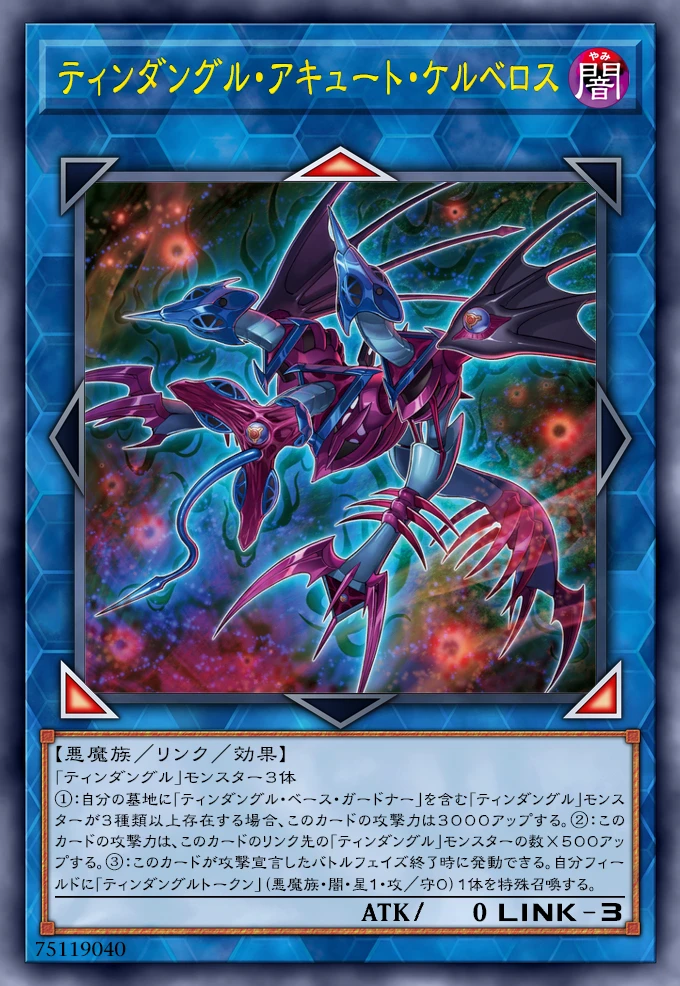 ティンダングル・アキュート・ケルベロス
やみ
闇
【悪魔族／リンク／効果】
「ティンダングル」モンスター３体
①：自分の墓地に「ティンダングル・ベース・ガードナー」を含む「ティンダングル」モンス
ターが３種類以上存在する場合、このカードの攻撃力は３０００アップする。②：この
カードの攻撃力は、このカードのリンク先の「ティンダングル」モンスターの数×５００アッ
プする。③：このカードが攻撃宣言したバトルフェイズ終了時に発動できる。自分フィー
ルドに「ティンダングルトークン」（悪魔族・闇・星１・攻／守０）１体を特殊召喚する。
ATK/ 0 LINK-3
75119040